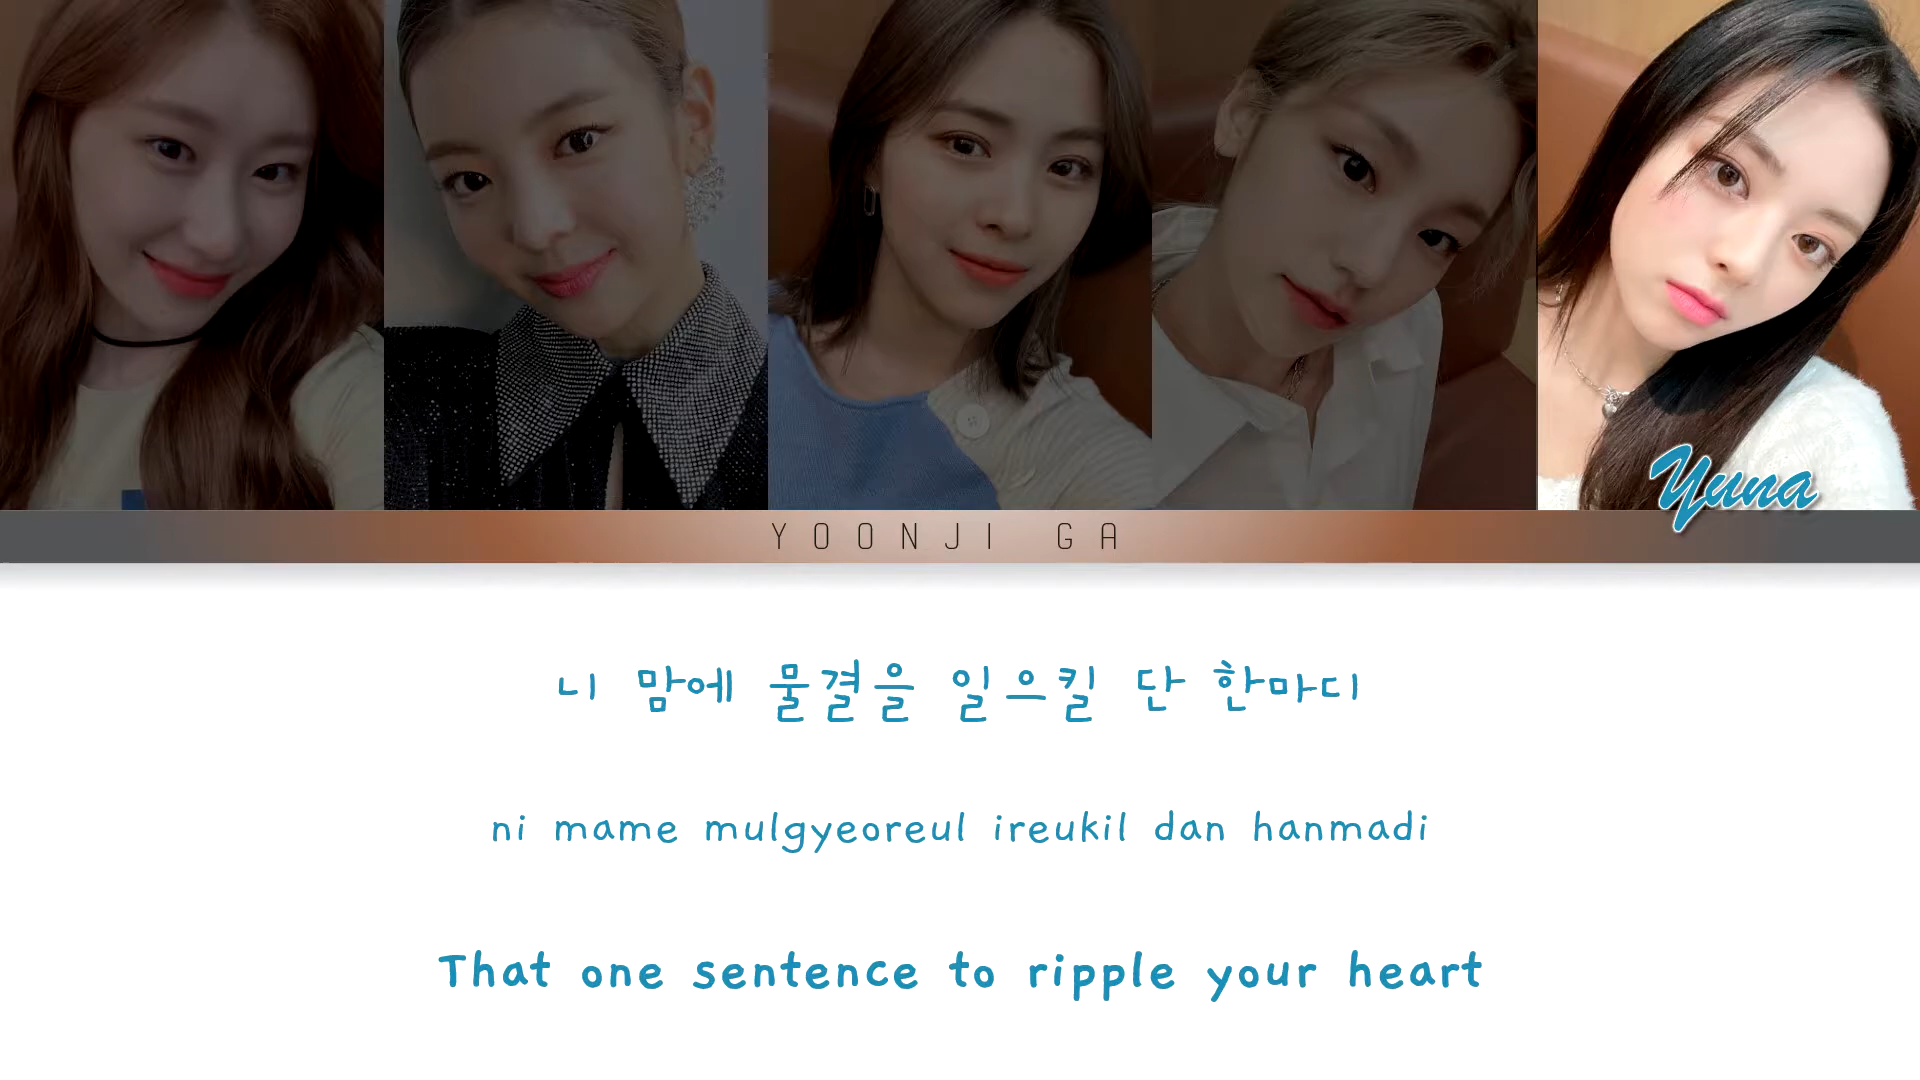 Yuna
YOONJI GA
니 맘에 물결을 일으킬 단 한마디
ni mame mulgyeoreul ireukil dan hanmadi
That one sentence to ripple your heart